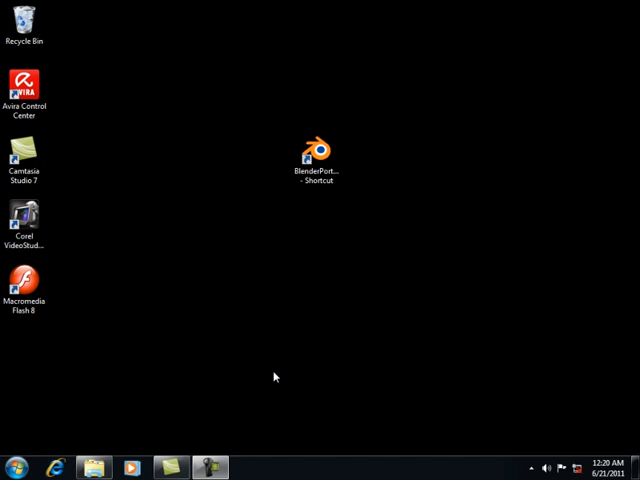 Recycle Bin
AVIRA
Avira Control
Center
Camtasia
Studio 7
Corel
VideoStud...
Macromedia
Flash 8
BlenderPort...
- Shortcut
12:20 AM
6/21/2011